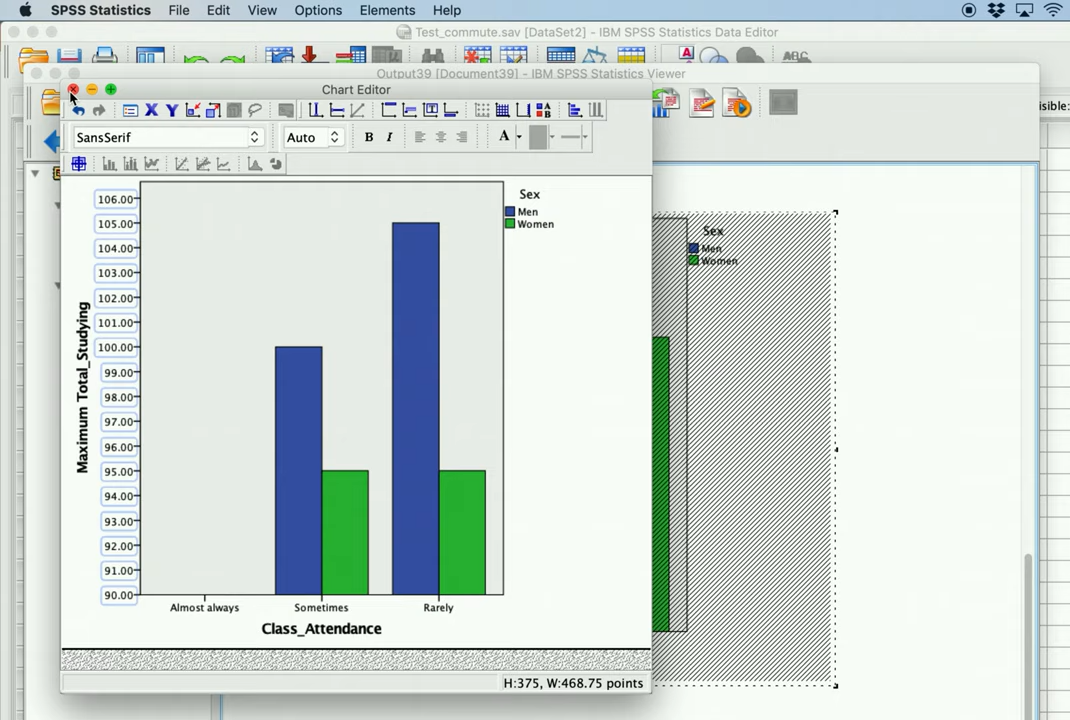 SPSS Statistics File Edit View Options Elements Help
Test_commute.sav [DataSet2] - IBM SPSS Statistics Data Editor
Output39 [Document39] - IBM SPSS Statistics Viewer
Chart Editor
isible:
SansSerif Auto B I A
106.00
105.00
104.00
103.00
102.00
101.00
100.00
99.00
98.00
97.00
96.00
95.00
94.00
93.00
92.00
91.00
90.00
Maximum Total_Studying
Almost always Sometimes Rarely
Class_Attendance
Sex
Men
Women
Sex
Men
Women
H:375, W:468.75 points